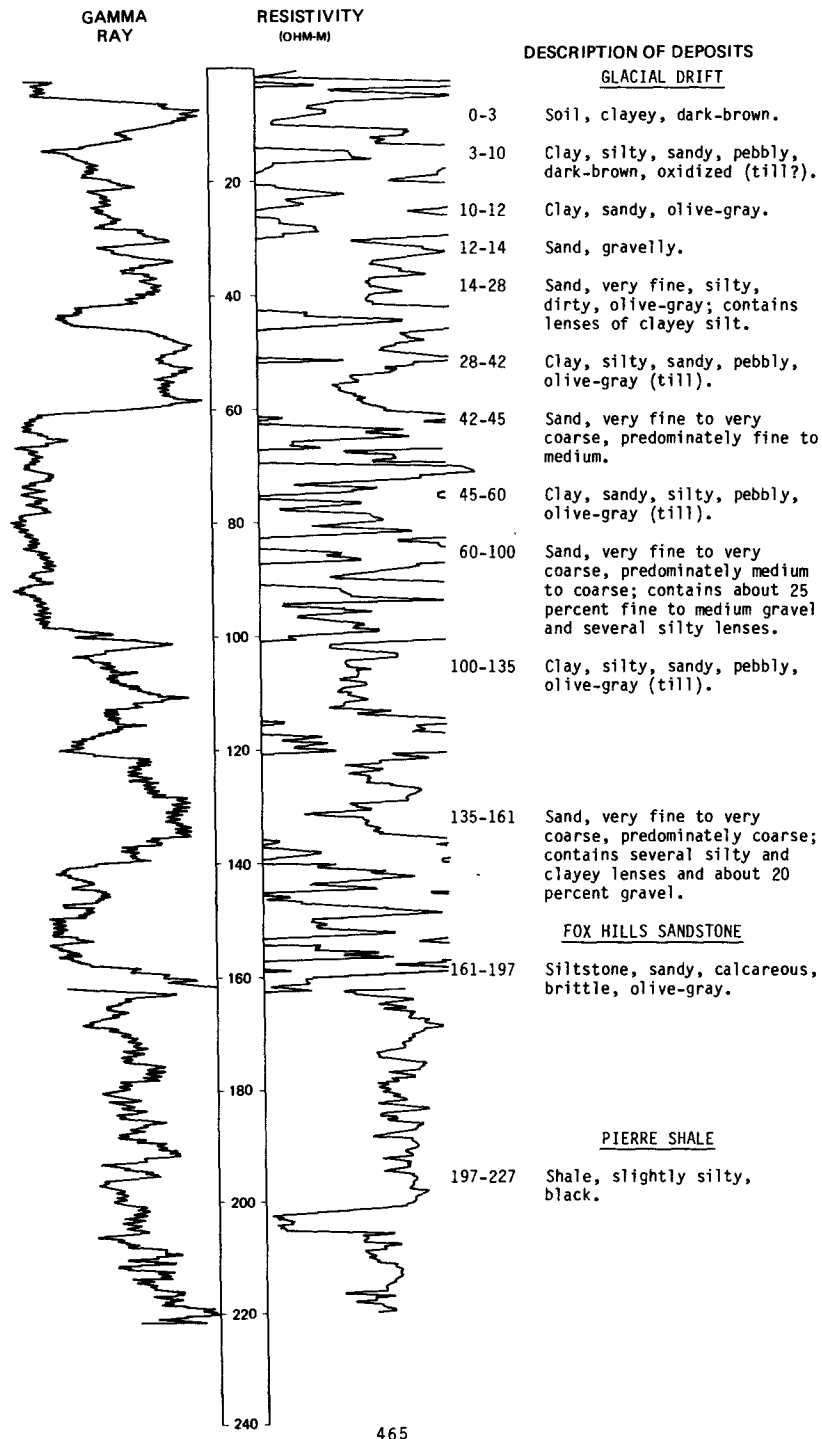 GAMMA RAY
RESISTIVITY
(OHM-M)
DESCRIPTION OF DEPOSITS
GLACIAL DRIFT
0-3 Soil, clayey, dark-brown.
3-10 Clay, silty, sandy, pebbly,
dark-brown, oxidized (till?).
10-12 Clay, sandy, olive-gray.
12-14 Sand, gravelly.
14-28 Sand, very fine, silty,
dirty, olive-gray; contains
lenses of clayey silt.
28-42 Clay, silty, sandy, pebbly,
olive-gray (till).
42-45 Sand, very fine to very
coarse, predominately fine to
medium.
45-60 Clay, sandy, silty, pebbly,
olive-gray (till).
60-100 Sand, very fine to very
coarse, predominately medium
to coarse; contains about 25
percent fine to medium gravel
and several silty lenses.
100-135 Clay, silty, sandy, pebbly,
olive-gray (till).
135-161 Sand, very fine to very
coarse, predominately coarse;
contains several silty and
clayey lenses and about 20
percent gravel.
FOX HILLS SANDSTONE
161-197 Siltstone, sandy, calcareous,
brittle, olive-gray.
PIERRE SHALE
197-227 Shale, slightly silty,
black.
20
40
60
80
100
120
140
160
180
200
220
240
465